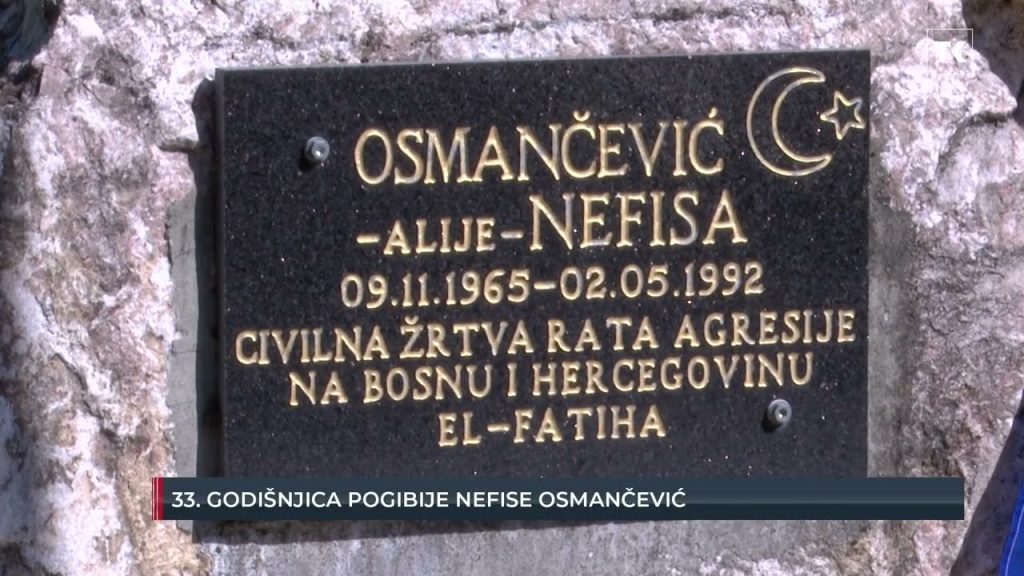 OSMANČEVIĆ
-ALIJE-NEFISA
09.11.1965-02.05.1992
CIVILNA ŽRTVA RATA AGRESIJE
NA BOSNU I HERCEGOVINU
EL-FATIHA
33. GODIŠNJICA POGIBIJE NEFISE OSMANČEVIĆ